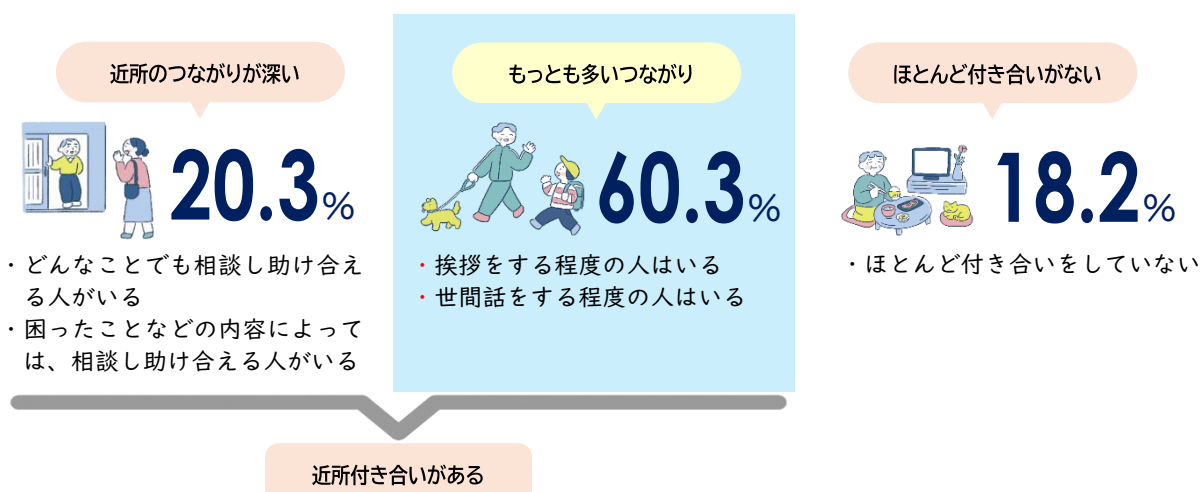 近所のつながりが深い
20.3%
・どんなことでも相談し助け合え
る人がいる
・困ったことなどの内容によって
は、相談し助け合える人がいる
もっとも多いつながり
60.3%
・挨拶をする程度の人はいる
・世間話をする程度の人はいる
ほとんど付き合いがない
18.2%
・ほとんど付き合いをしていない
近所付き合いがある